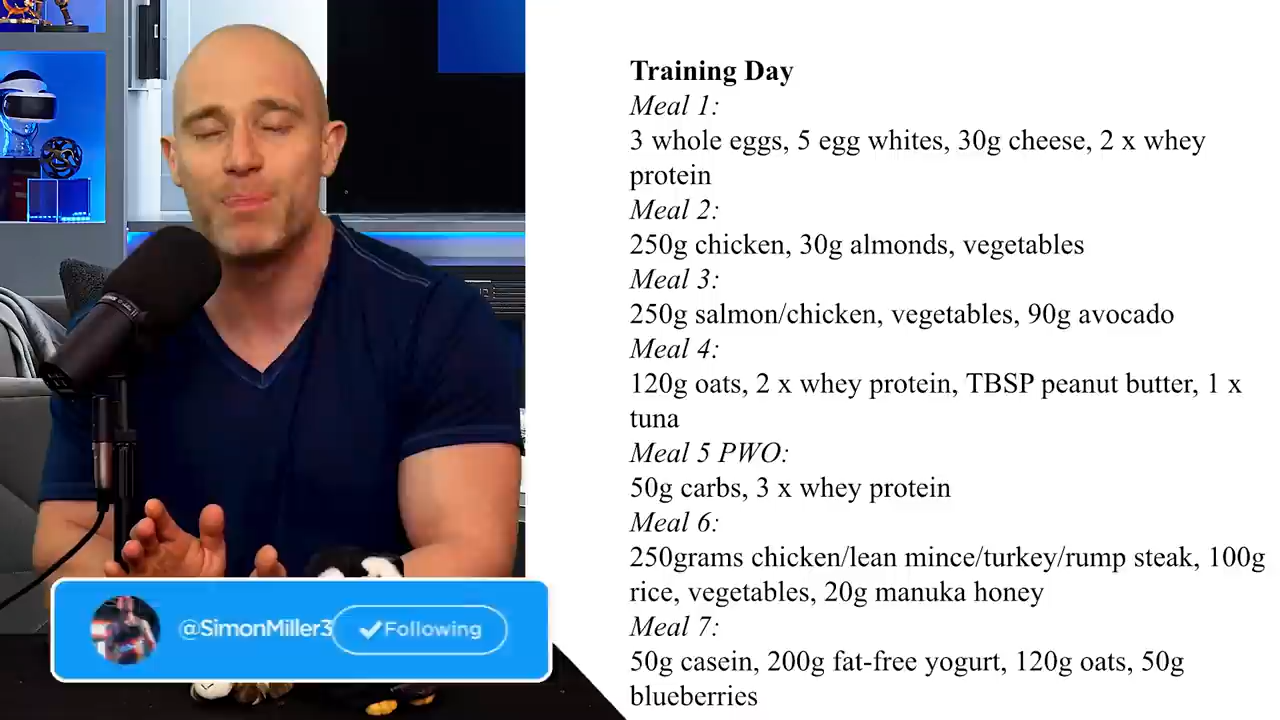 Training Day
Meal 1:
3 whole eggs, 5 egg whites, 30g cheese, 2 x whey
protein
Meal 2:
250g chicken, 30g almonds, vegetables
Meal 3:
250g salmon/chicken, vegetables, 90g avocado
Meal 4:
120g oats, 2 x whey protein, TBSP peanut butter, 1 x
tuna
Meal 5 PWO:
50g carbs, 3 x whey protein
Meal 6:
250grams chicken/lean mince/turkey/rump steak, 100g
rice, vegetables, 20g manuka honey
Meal 7:
50g casein, 200g fat-free yogurt, 120g oats, 50g
blueberries
@SimonMiller3
Following